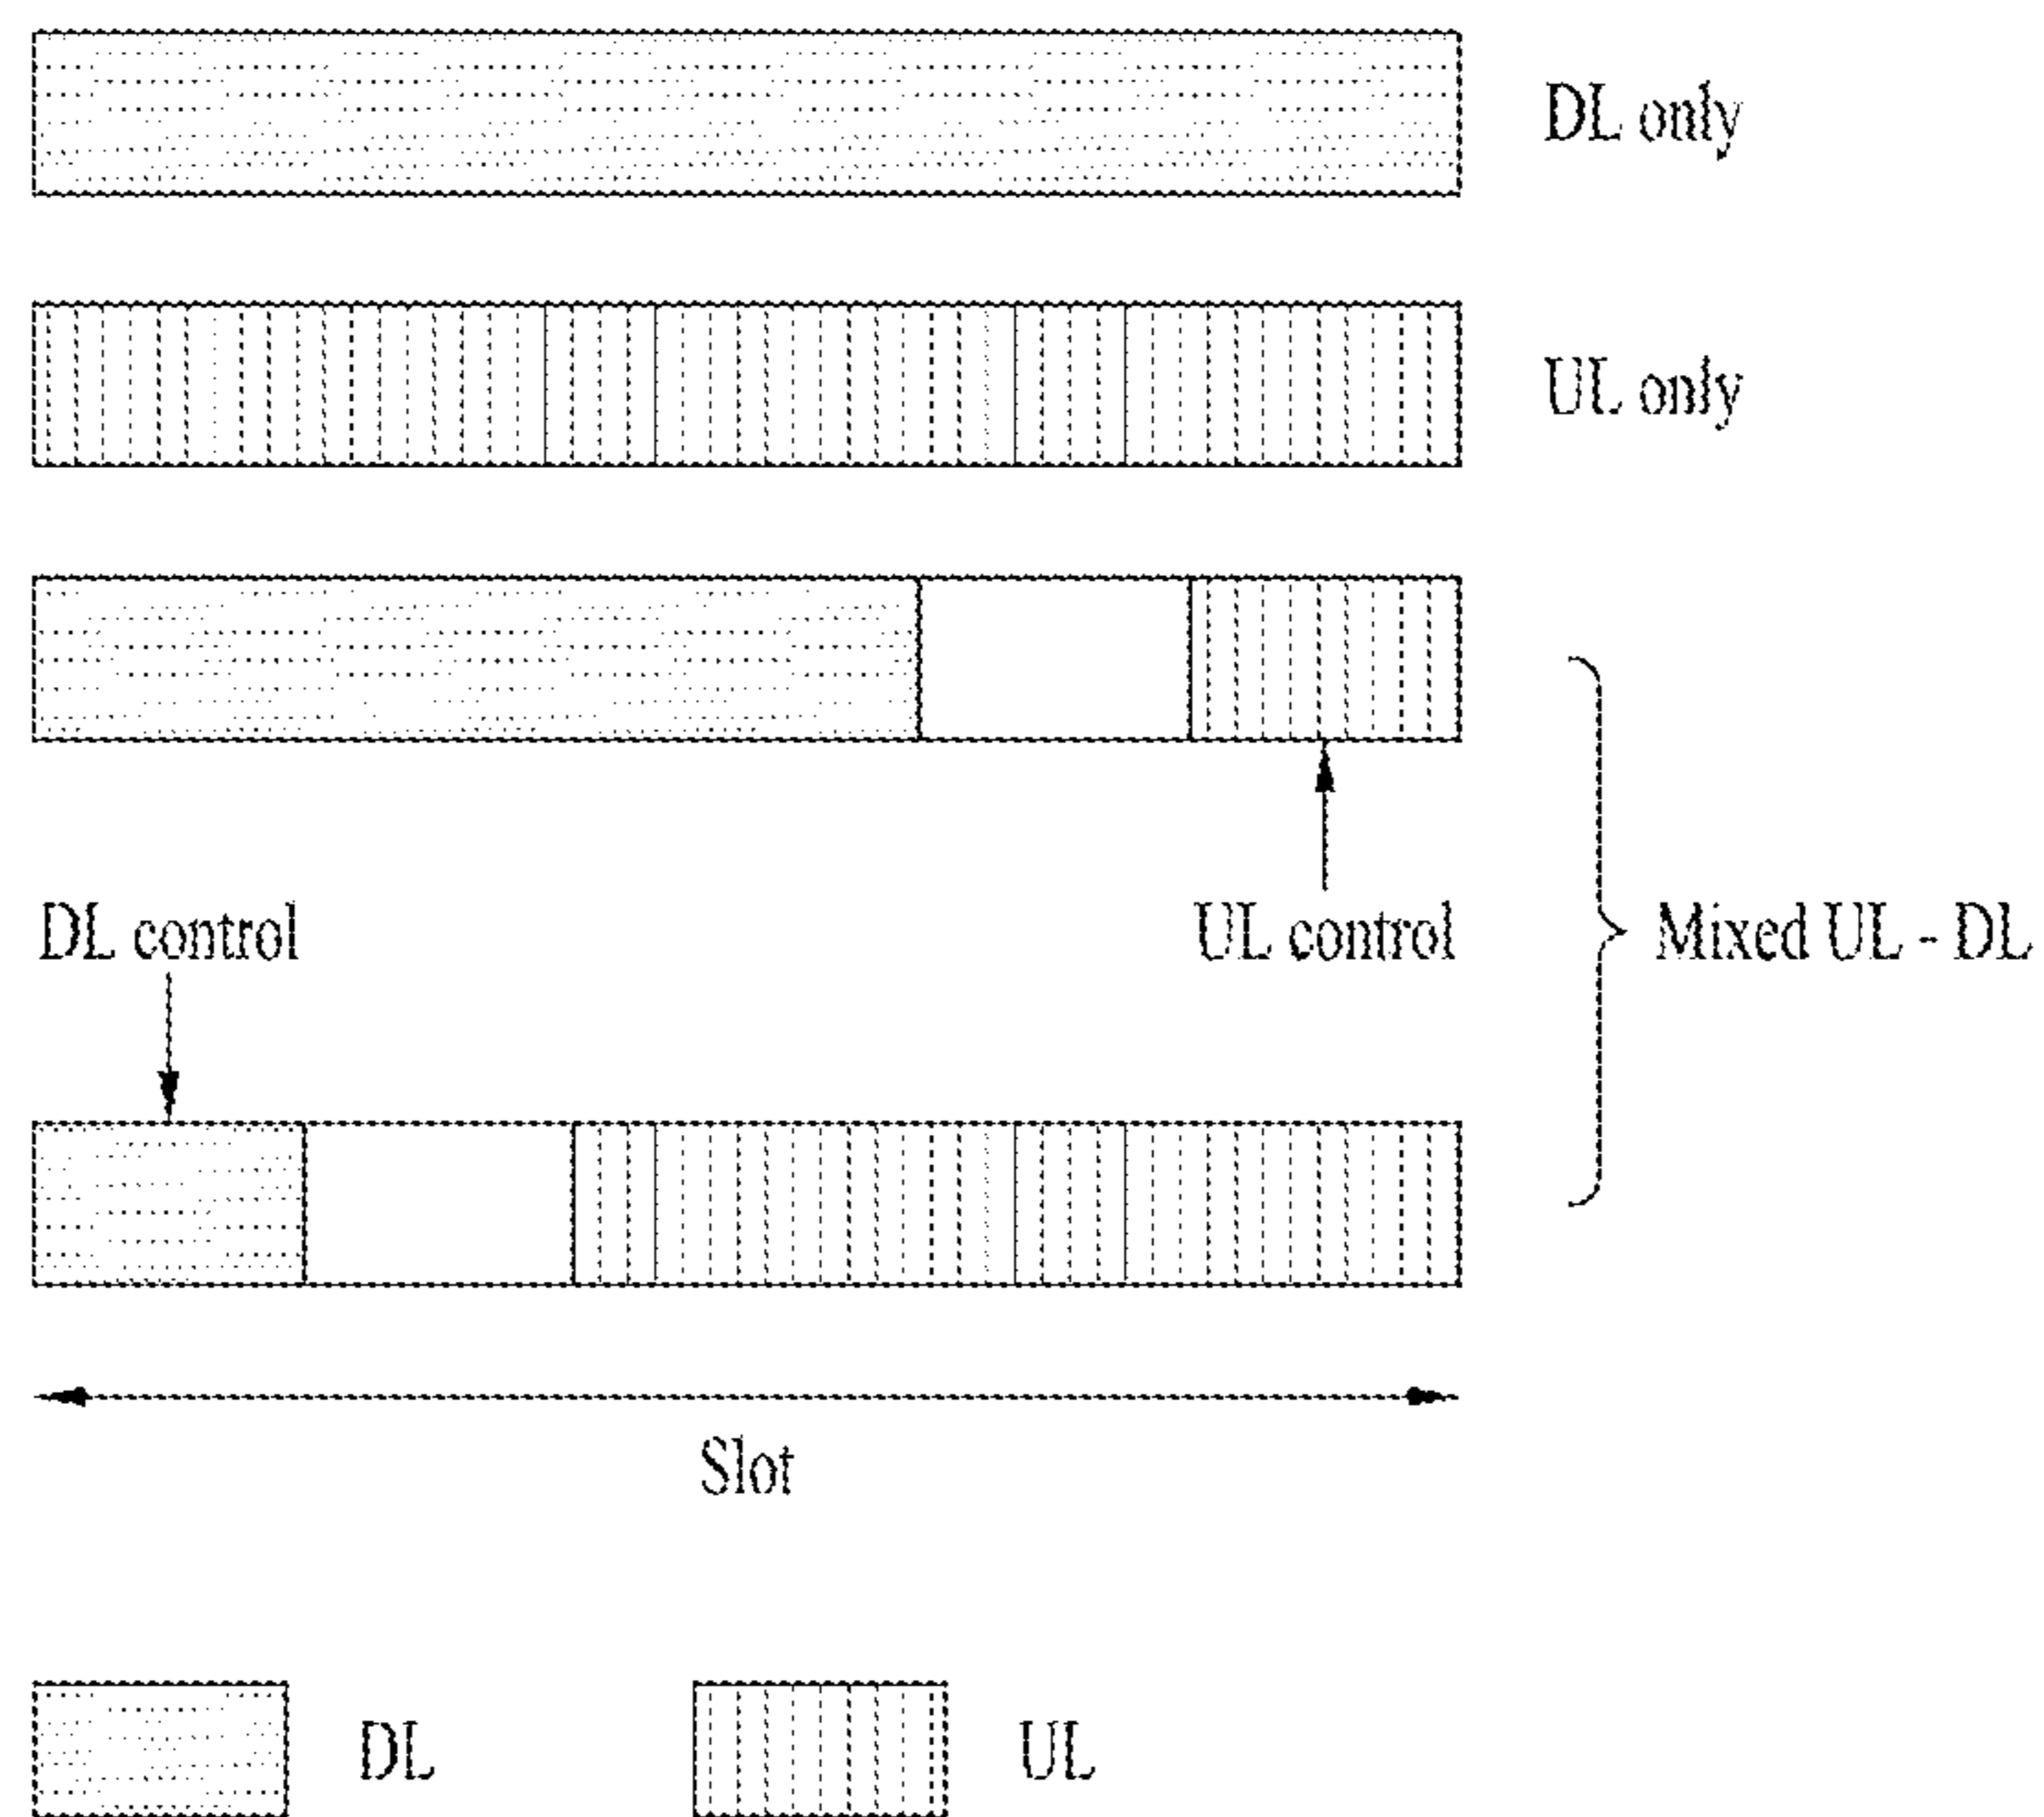 DL only
UL only
DL control
UL control
Mixed UL - DL
Slot
DL
UL